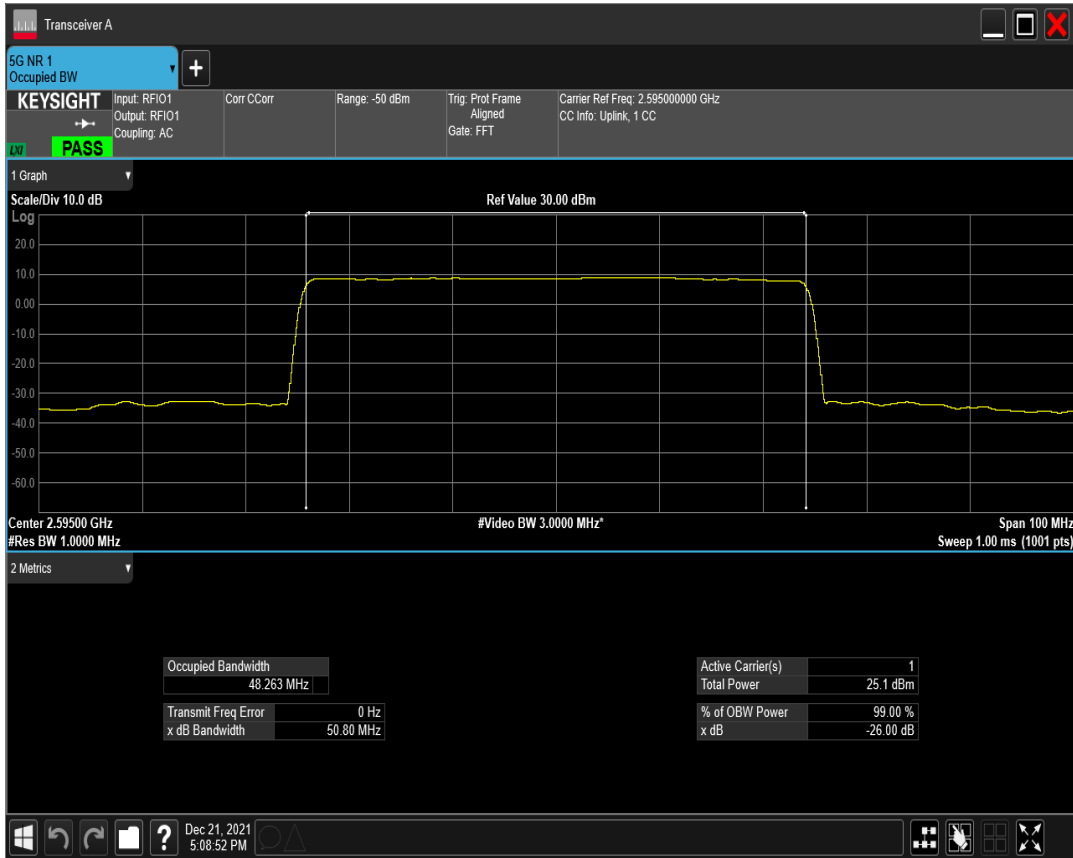 Transceiver A
5G NR 1
Occupied BW
KEYSIGHT
LXI
PASS
Input: RFIO1
Output: RFIO1
Coupling: AC
Corr CCorr
Range: -50 dBm
Trig: Prot Frame
Aligned
Gate: FFT
Carrier Ref Freq: 2.595000000 GHz
CC Info: Uplink, 1 CC
1 Graph
Scale/Div 10.0 dB
Ref Value 30.00 dBm
Log
20.0
10.0
0.00
-10.0
-20.0
-30.0
-40.0
-50.0
-60.0
Center 2.59500 GHz
#Video BW 3.0000 MHz*
Span 100 MHz
#Res BW 1.0000 MHz
Sweep 1.00 ms (1001 pts)
2 Metrics
Occupied Bandwidth
48.263 MHz
Transmit Freq Error 0 Hz
x dB Bandwidth 50.80 MHz
Active Carrier(s) 1
Total Power 25.1 dBm
% of OBW Power 99.00 %
x dB -26.00 dB
?
Dec 21, 2021
5:08:52 PM